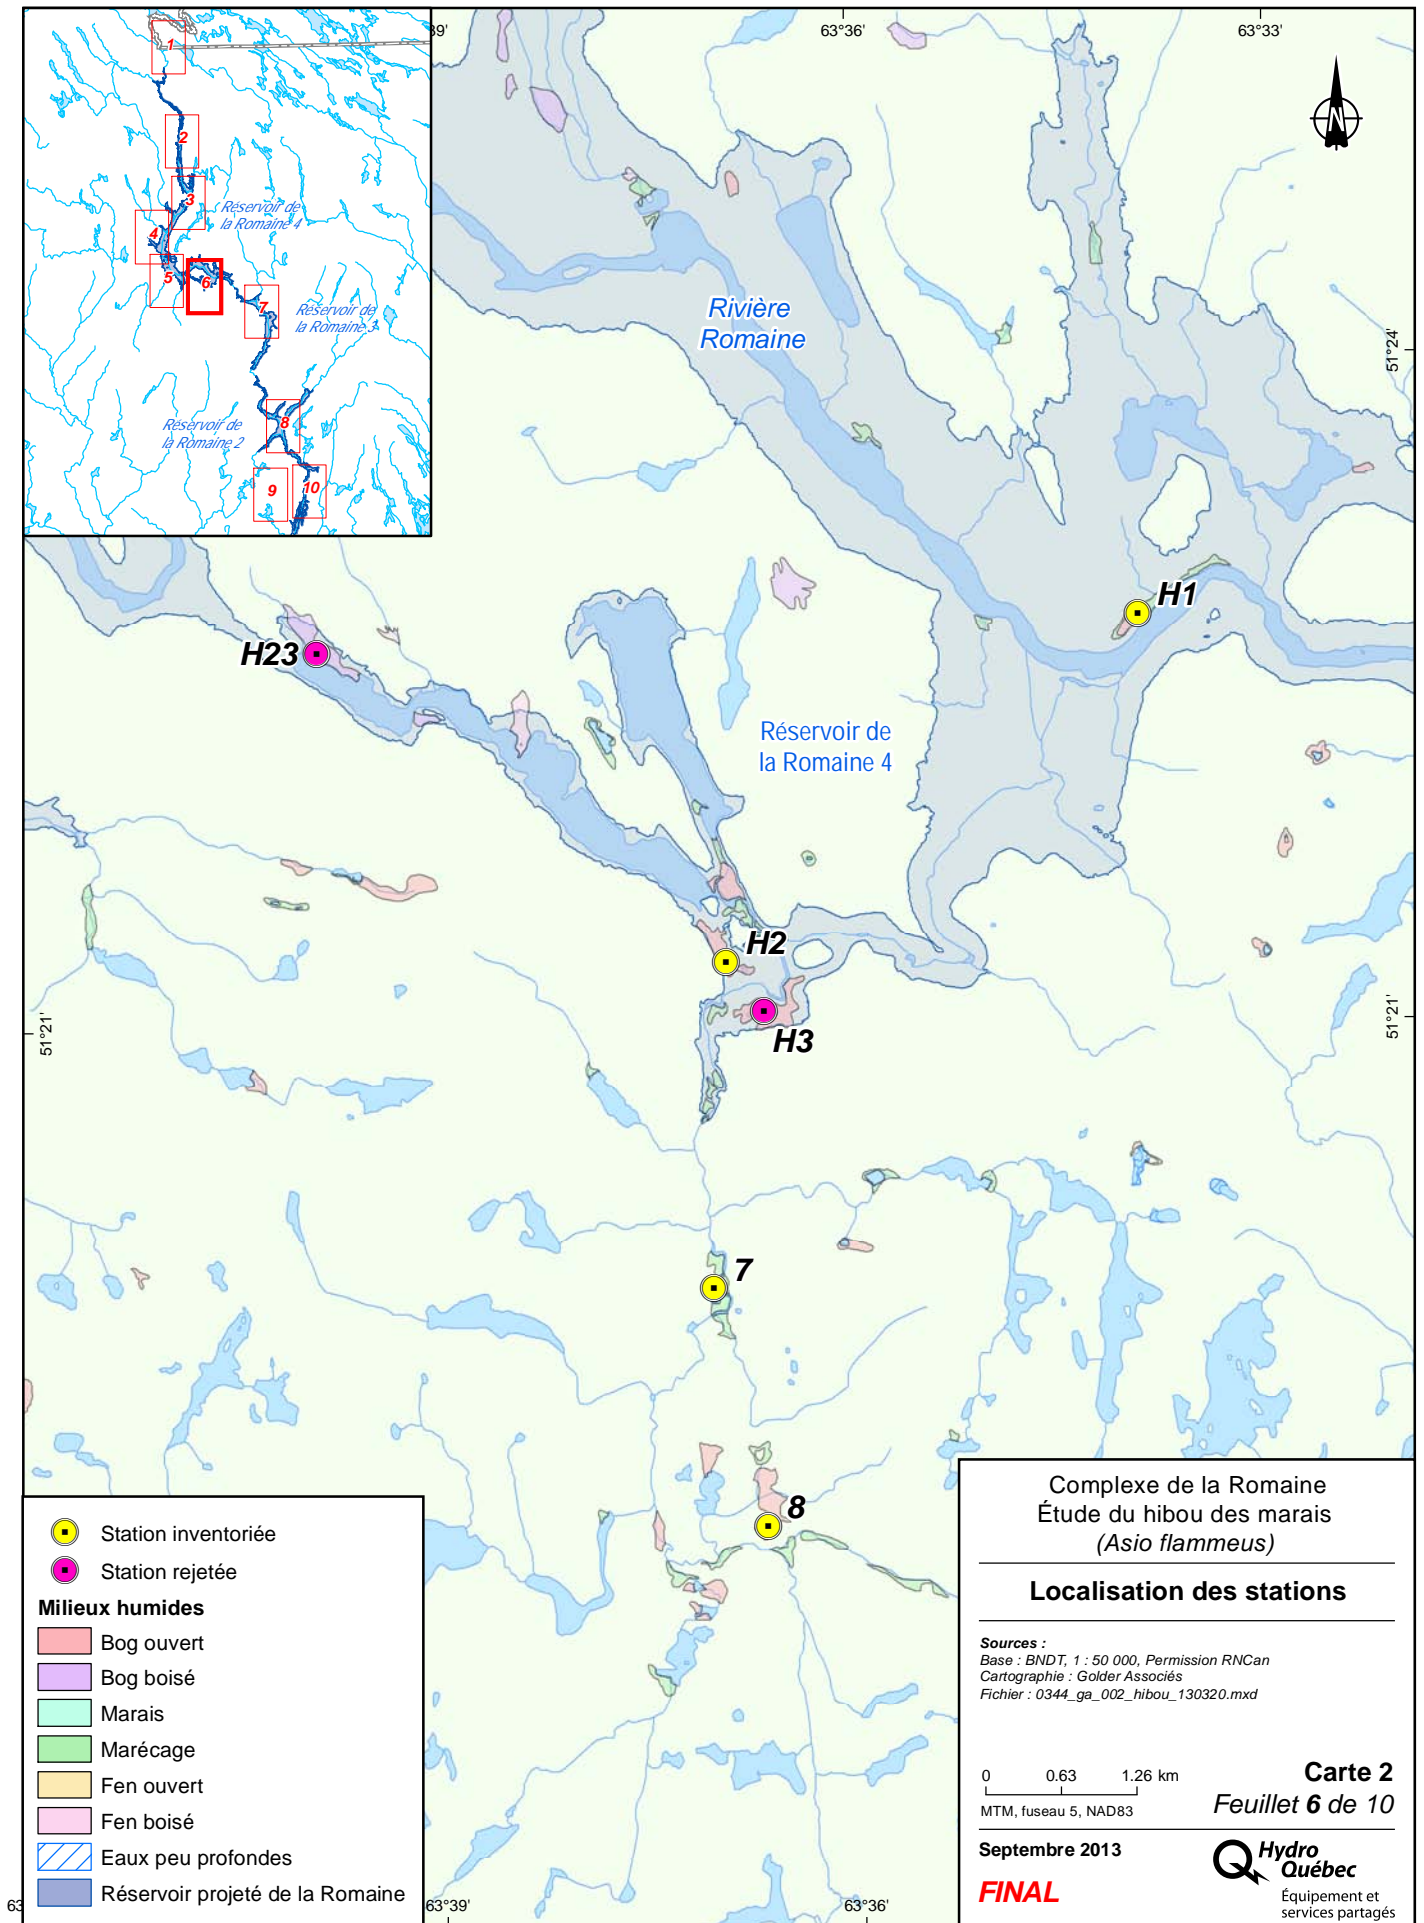 39'
63°36'
63°33'
1
2
3
Réservoir de
la Romaine 4
4
5
6
7
Réservoir de
la Romaine 3
8
Réservoir de
la Romaine 2
9
10
N
Rivière
Romaine
51°24'
H1
H23
Réservoir de
la Romaine 4
H2
H3
51°21'
51°21'
7
8
Station inventoriée
Station rejetée
Milieux humides
Bog ouvert
Bog boisé
Marais
Marécage
Fen ouvert
Fen boisé
Eaux peu profondes
Réservoir projeté de la Romaine
63
63°39'
63°36'
Complexe de la Romaine
Étude du hibou des marais
(Asio flammeus)
Localisation des stations
Sources :
Base : BNDT, 1 : 50 000, Permission RNCan
Cartographie : Golder Associés
Fichier : 0344_ga_002_hibou_130320.mxd
0 0.63 1.26 km
MTM, fuseau 5, NAD83
Carte 2
Feuillet 6 de 10
Septembre 2013
FINAL
Hydro
Québec
Équipement et
services partagés